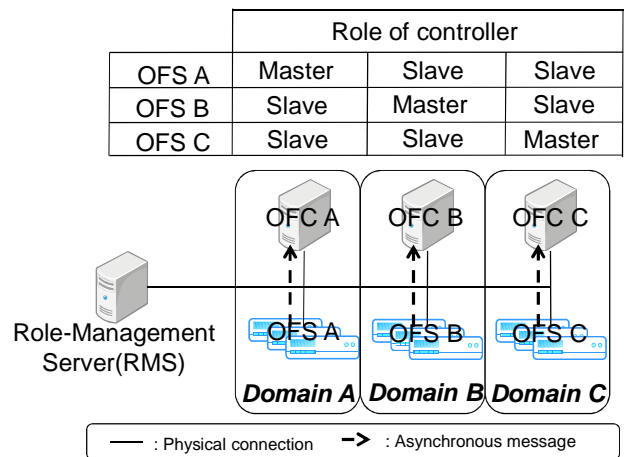 Role of controller
OFS A Master Slave Slave
OFS B Slave Master Slave
OFS C Slave Slave Master
OFC A OFC B OFC C
OFS A OFS B OFS C
Role-Management
Server(RMS)
Domain A Domain B Domain C
: Physical connection : Asynchronous message